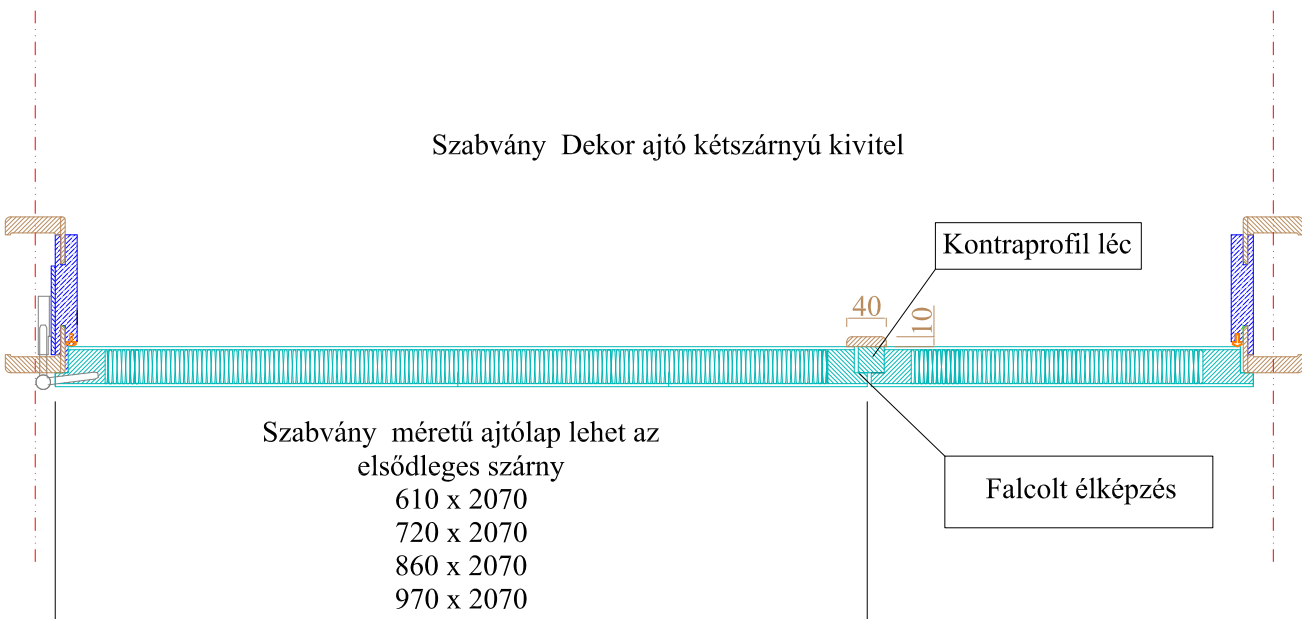 Szabvány Dekor ajtó kétszárnyú kivitel
Kontraprofil léc
40
10
Szabvány méretű ajtólap lehet az
elsődleges szárny
610 x 2070
720 x 2070
860 x 2070
970 x 2070
Falcolt élképzés